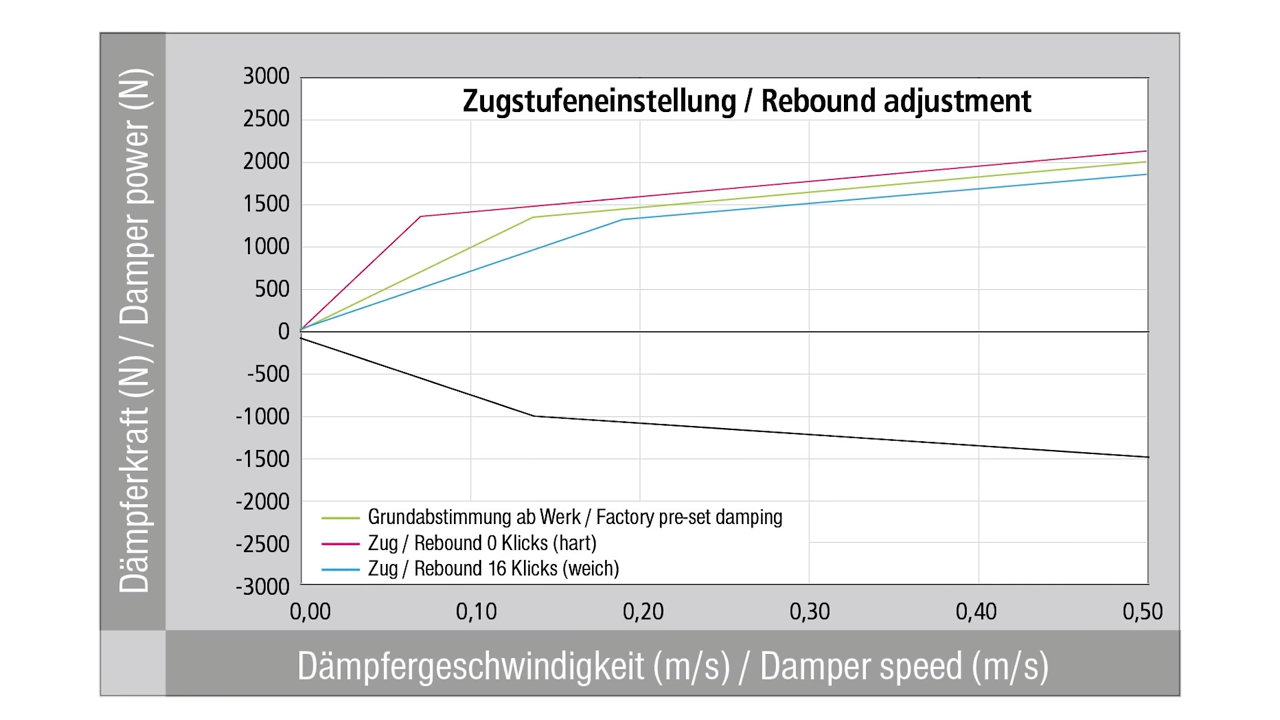 Zugstufeneinstellung / Rebound adjustment
Dämpferkraft (N) / Damper power (N)
3000
2500
2000
1500
1000
500
0
-500
-1000
-1500
-2000
-2500
-3000
Grundabstimmung ab Werk / Factory pre-set damping
Zug / Rebound 0 Klicks (hart)
Zug / Rebound 16 Klicks (weich)
0,00 0,10 0,20 0,30 0,40 0,50
Dämpfergeschwindigkeit (m/s) / Damper speed (m/s)